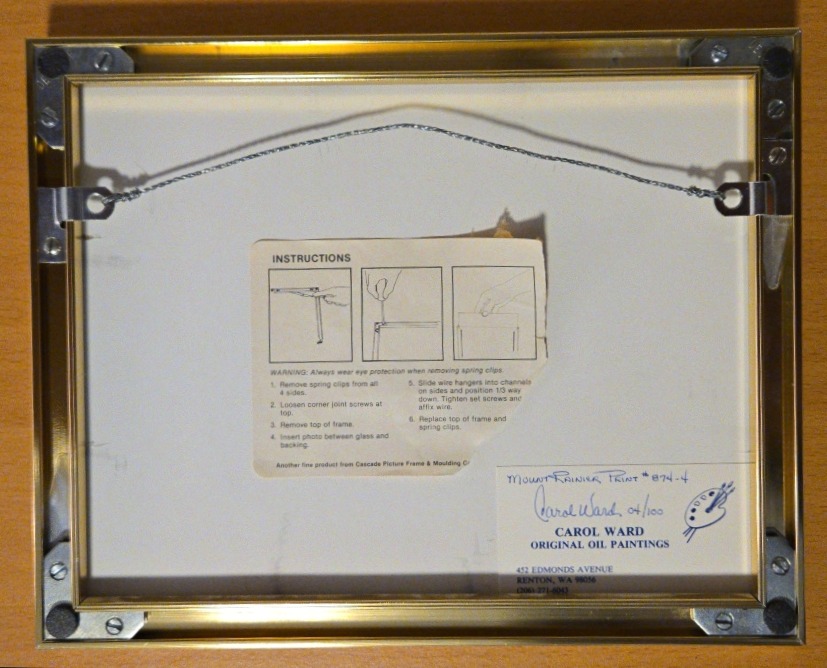 INSTRUCTIONS
WARNING: Always wear eye protection when removing spring clips.
1. Remove spring clips from all
4 sides.
2. Loosen corner joint screws at
top.
3. Remove top of frame.
4. Insert photo between glass and
backing.
5. Slide wire hangers into channels
on sides and position 1/3 way
down. Tighten set screws and
affix wire.
6. Replace top of frame and
spring clips.
Another fine product from Cascade Picture Frame & Moulding C
MOUNT RAINIER PRINT # 874-4
Carol Ward 04/100
CAROL WARD
ORIGINAL OIL PAINTINGS
452 EDMONDS AVENUE
RENTON, WA 98056
(206) 271-